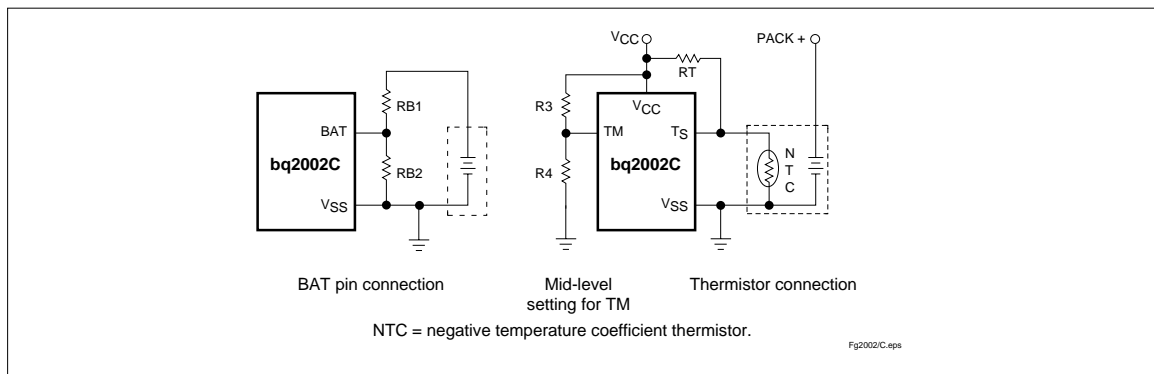 VCC
PACK +
RT
RB1
R3
VCC
BAT
TM
TS
bq2002C
RB2
R4
bq2002C
N
T
C
VSS
VSS
BAT pin connection
Mid-level
setting for TM
Thermistor connection
NTC = negative temperature coefficient thermistor.
Fg2002/C.eps